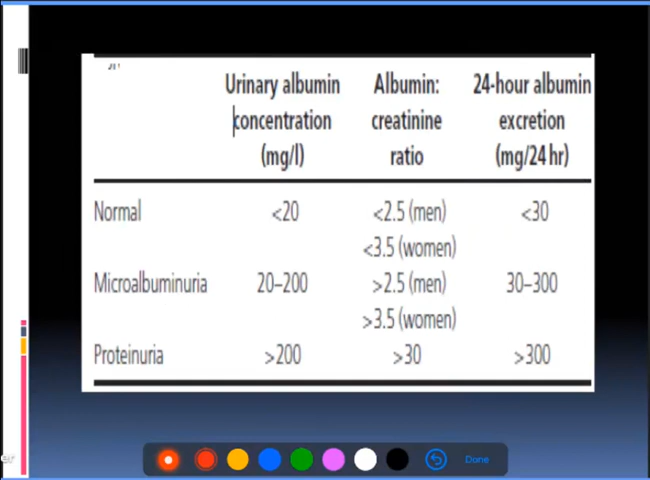 Urinary albumin Albumin: 24-hour albumin
concentration creatinine excretion
(mg/l) ratio (mg/24 hr)
Normal <20 <2.5 (men) <30
<3.5 (women)
Microalbuminuria 20–200 >2.5 (men) 30–300
>3.5 (women)
Proteinuria >200 >30 >300
Done